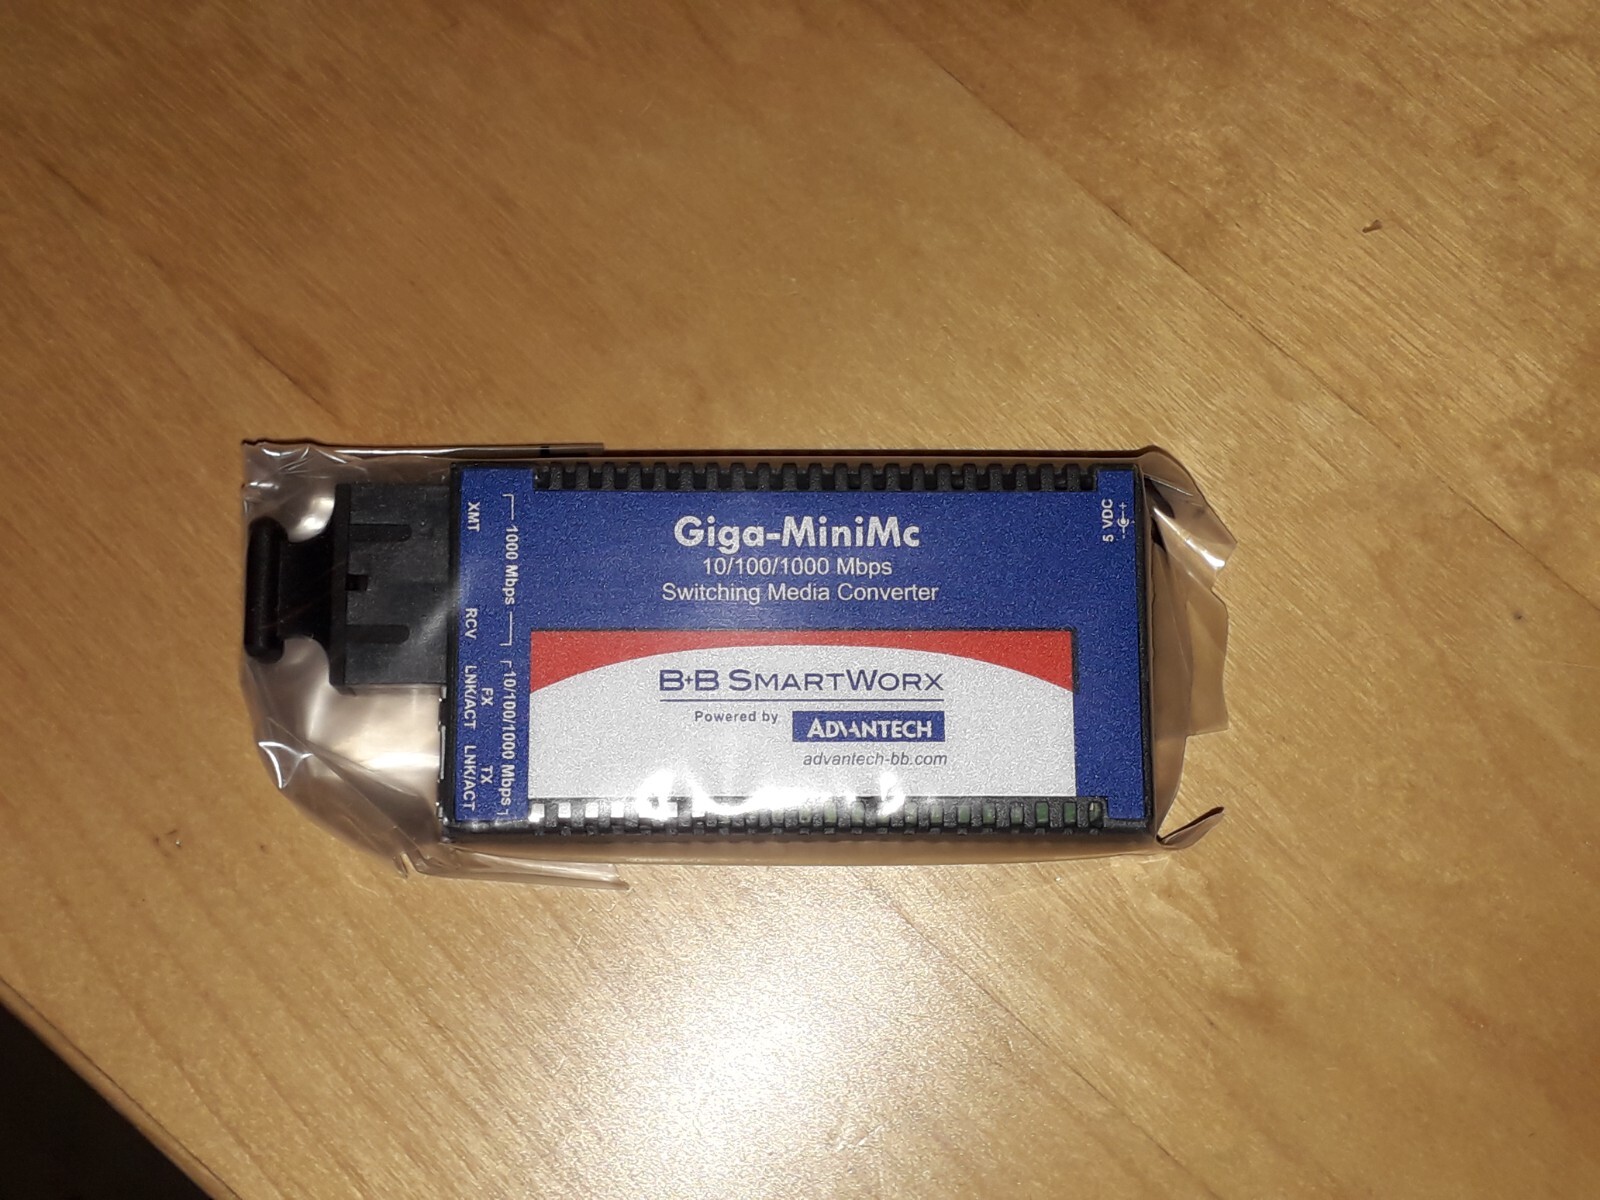 Giga-MiniMc
10/100/1000 Mbps
Switching Media Converter
B+B SMARTWORX
Powered by ADVANTECH
advantech-bb.com
5 VDC
- +
XMT
1000 Mbps
RCV
10/100/1000 Mbps
FX
LNK/ACT
TX
LNK/ACT